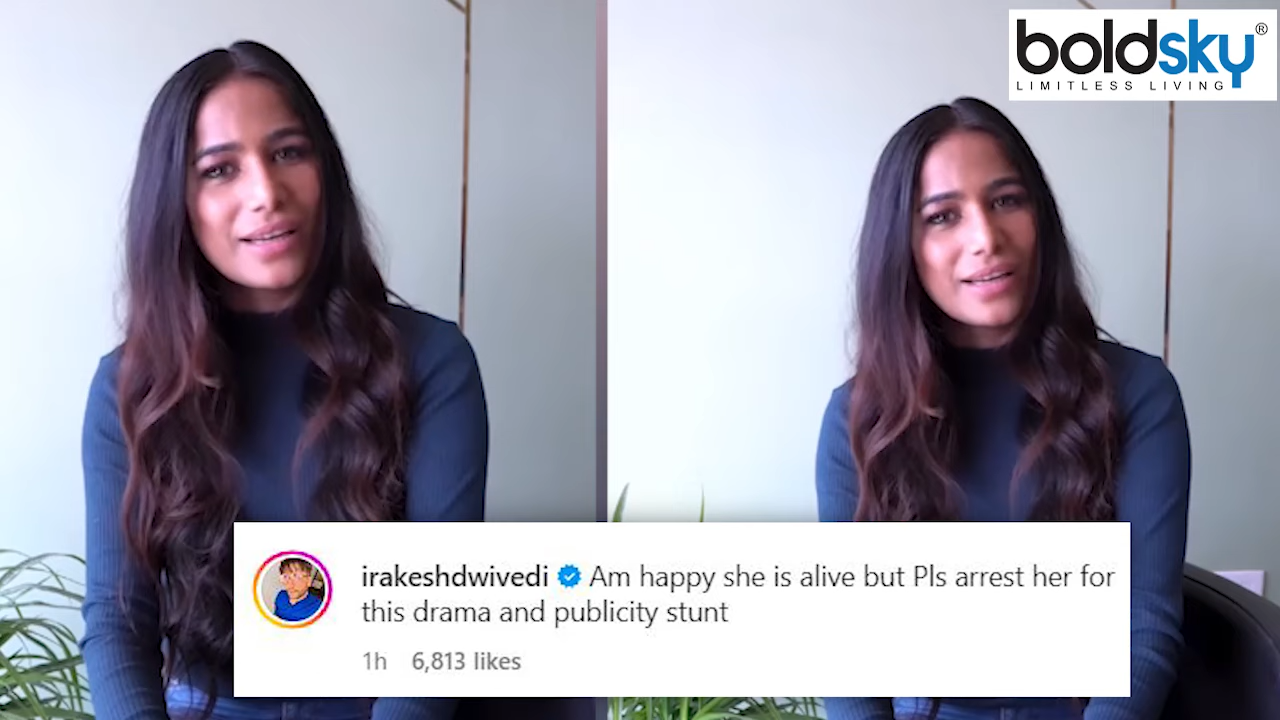 boldsky®
LIMITLESS LIVING
irakeshdwivedi Am happy she is alive but Pls arrest her for
this drama and publicity stunt
1h 6,813 likes